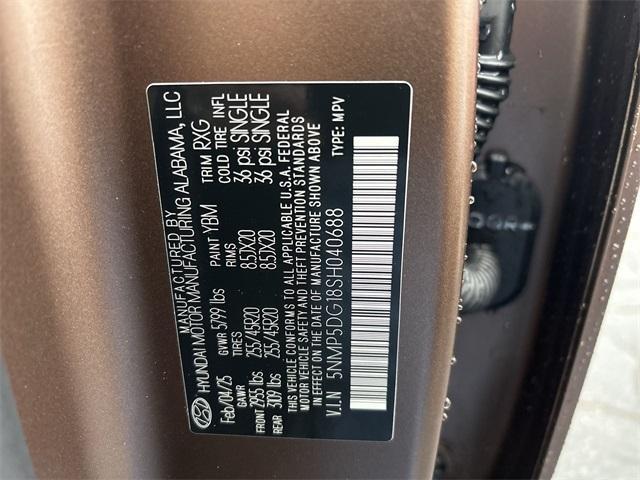 MANUFACTURED BY
HYUNDAI MOTOR MANUFACTURING ALABAMA, LLC
Feb/04/25 GVWR 5799 lbs PAINT YBM TRIM RXG
GAWR TIRES RIMS COLD TIRE INFL
FRONT 2955 lbs 255/45R20 8.5JX20 36 psi SINGLE
REAR 3109 lbs 255/45R20 8.5JX20 36 psi SINGLE
THIS VEHICLE CONFORMS TO ALL APPLICABLE U.S.A. FEDERAL
MOTOR VEHICLE SAFETY AND THEFT PREVENTION STANDARDS
IN EFFECT ON THE DATE OF MANUFACTURE SHOWN ABOVE
V.I.N 5NMP5DG18SH040688 TYPE: MPV